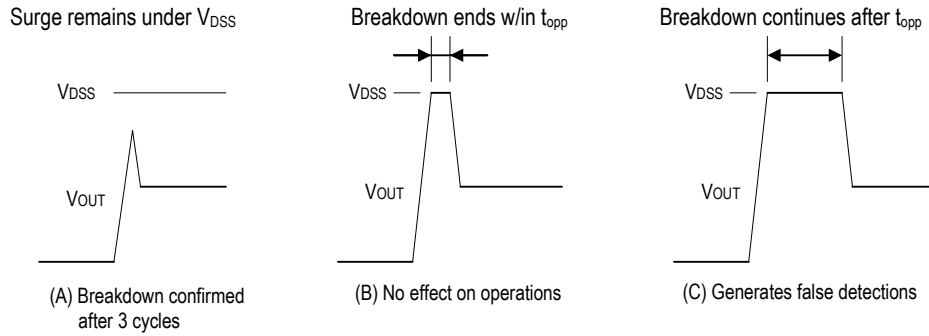 Surge remains under VDSS
Breakdown ends w/in topp
Breakdown continues after topp
VDSS
VDSS
VDSS
VOUT
VOUT
VOUT
(A) Breakdown confirmed
after 3 cycles
(B) No effect on operations
(C) Generates false detections